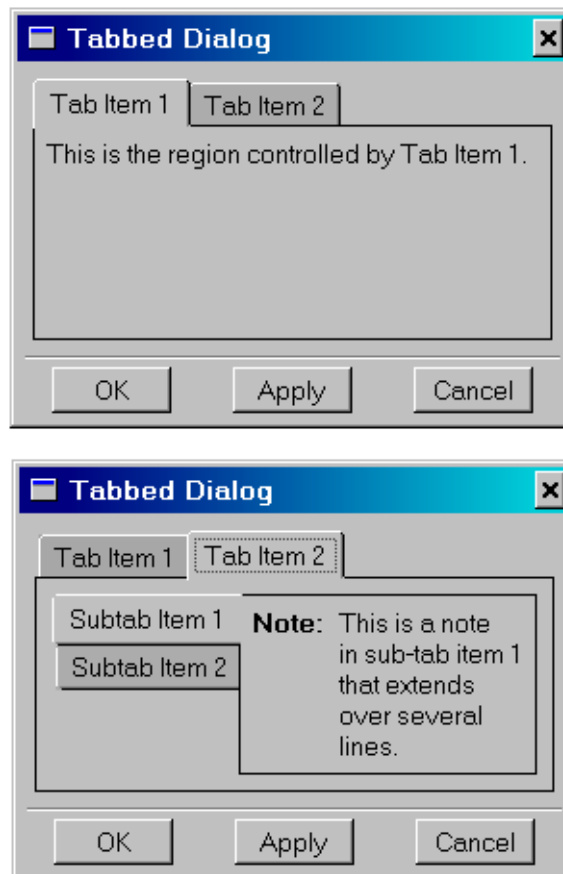 Tabbed Dialog
Tab Item 1 Tab Item 2
This is the region controlled by Tab Item 1.
OK Apply Cancel
Tabbed Dialog
Tab Item 1 Tab Item 2
Subtab Item 1
Subtab Item 2
Note: This is a note
in sub-tab item 1
that extends
over several
lines.
OK Apply Cancel